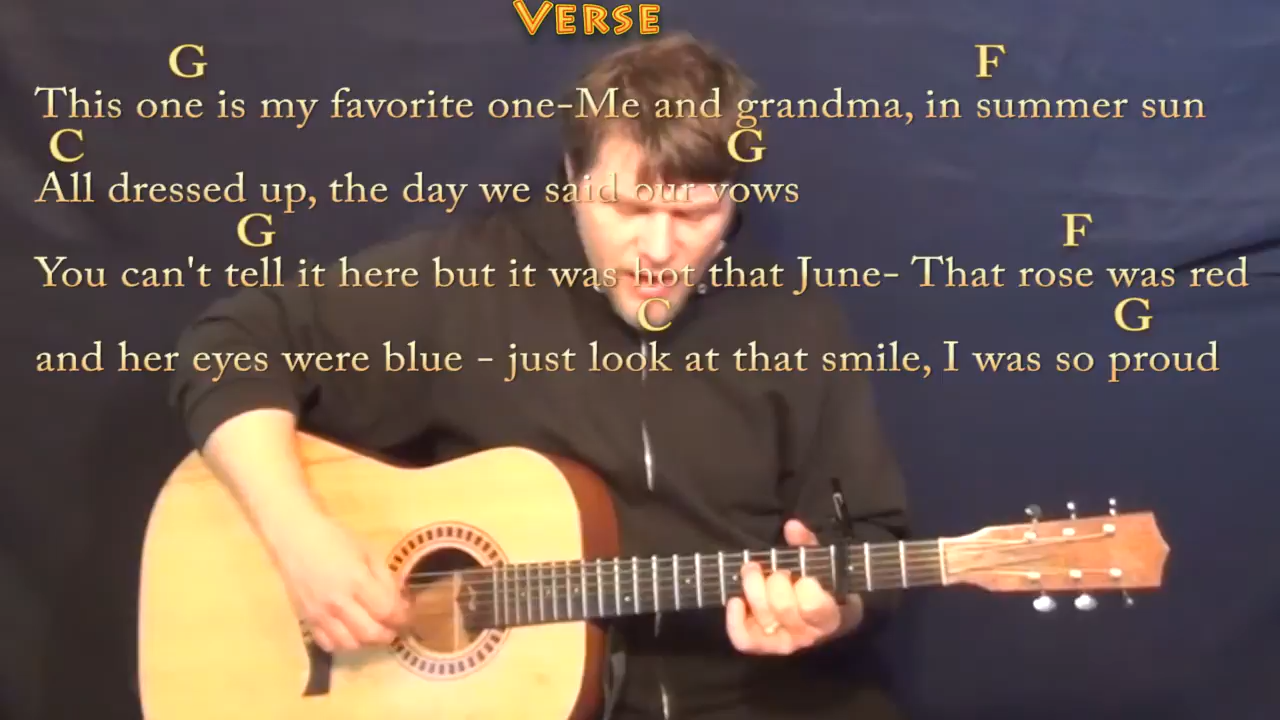 VERSE
G F
This one is my favorite one-Me and grandma, in summer sun
C G
All dressed up, the day we said our vows
G F
You can't tell it here but it was hot that June- That rose was red
C G
and her eyes were blue - just look at that smile, I was so proud